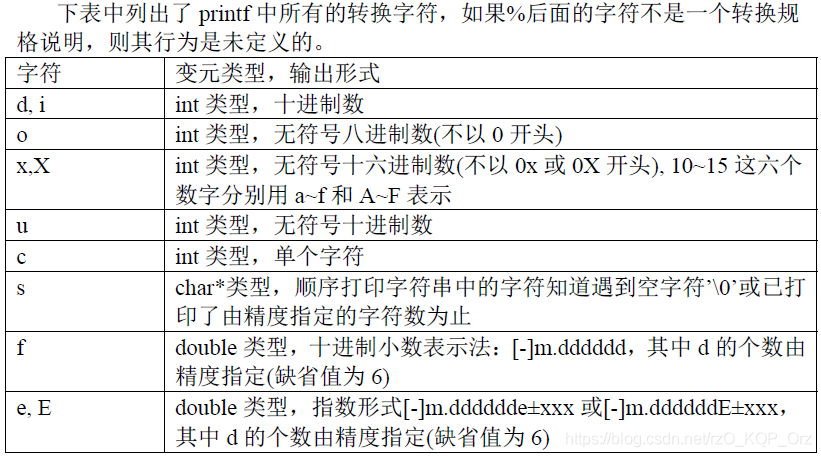 下表中列出了 printf 中所有的转换字符，如果%后面的字符不是一个转换规
格说明，则其行为是未定义的。
字符 变元类型，输出形式
d, i int 类型，十进制数
o int 类型，无符号八进制数(不以 0 开头)
x,X int 类型，无符号十六进制数(不以 0x 或 0X 开头), 10~15 这六个
数字分别用 a~f 和 A~F 表示
u int 类型，无符号十进制数
c int 类型，单个字符
s char*类型，顺序打印字符串中的字符知道遇到空字符’\0’或已打
印了由精度指定的字符数为止
f double 类型，十进制小数表示法：[-]m.dddddd，其中 d 的个数由
精度指定(缺省值为 6)
e, E double 类型，指数形式[-]m.dddddde±xxx 或[-]m.ddddddE±xxx，
其中 d 的个数由精度指定(缺省值为 6)
https://blog.csdn.net/rzO_KQP_Orz